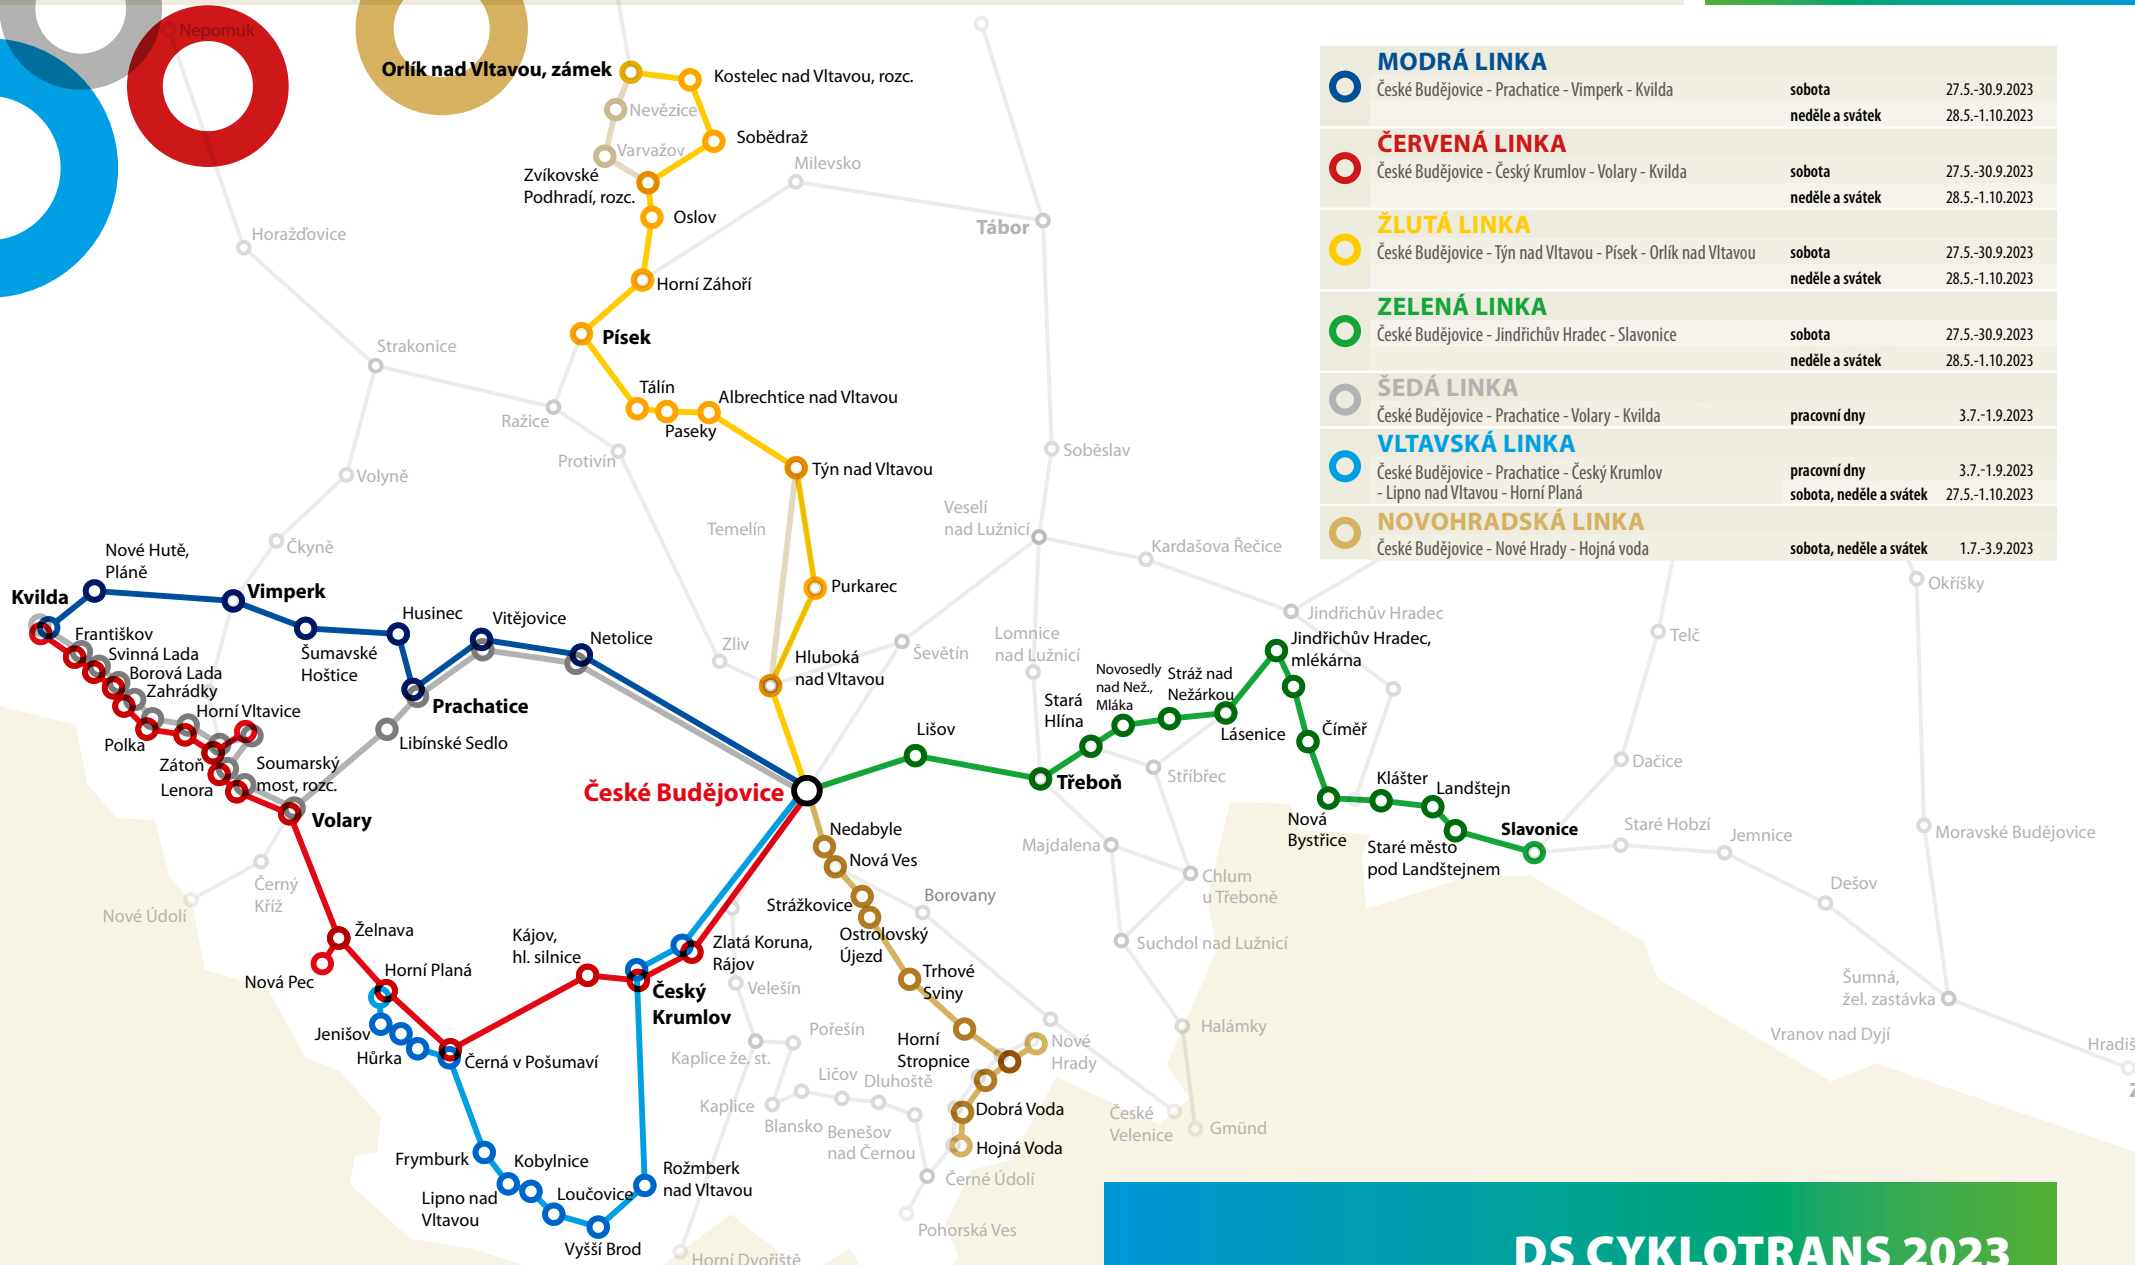 Nepomuk
Orlík nad Vltavou, zámek
Kostelec nad Vltavou, rozc.
Nevězice
Sobědraž
Varvažov
Milevsko
Zvíkovské
Podhradí, rozc.
Oslov
Tábor
Horažďovice
Horní Záhoří
Písek
Strakonice
Tálín
Albrechtice nad Vltavou
Paseky
Ražice
Protivín
Soběslav
Týn nad Vltavou
Volyně
Temelín
Veselí
nad Lužnicí
Čkyně
Kardašova Řečice
MODRÁ LINKA
České Budějovice - Prachatice - Vimperk - Kvilda
sobota 27.5.-30.9.2023
neděle a svátek 28.5.-1.10.2023
ČERVENÁ LINKA
České Budějovice - Český Krumlov - Volary - Kvilda
sobota 27.5.-30.9.2023
neděle a svátek 28.5.-1.10.2023
ŽLUTÁ LINKA
České Budějovice - Týn nad Vltavou - Písek - Orlík nad Vltavou
sobota 27.5.-30.9.2023
neděle a svátek 28.5.-1.10.2023
ZELENÁ LINKA
České Budějovice - Jindřichův Hradec - Slavonice
sobota 27.5.-30.9.2023
neděle a svátek 28.5.-1.10.2023
ŠEDÁ LINKA
České Budějovice - Prachatice - Volary - Kvilda
pracovní dny 3.7.-1.9.2023
VLTAVSKÁ LINKA
České Budějovice - Prachatice - Český Krumlov
- Lipno nad Vltavou - Horní Planá
pracovní dny 3.7.-1.9.2023
sobota, neděle a svátek 27.5.-1.10.2023
NOVOHRADSKÁ LINKA
České Budějovice - Nové Hrady - Hojná voda
sobota, neděle a svátek 1.7.-3.9.2023
Nové Hutě,
Pláně
Kvilda
Vimperk
Husinec
Vitějovice
Netolice
Purkarec
Okříšky
Františkov
Svinná Lada
Borová Lada
Zahrádky
Horní Vltavice
Šumavské
Hoštice
Prachatice
Libínské Sedlo
Polka
Zátoň
Lenora
Soumarský
most, rozc.
Volary
Zliv
Hluboká
nad Vltavou
Ševětín
Lomnice
nad Lužnicí
Jindřichův Hradec
Jindřichův Hradec,
mlékárna
Telč
Novosedly
nad Než.,
Mláka
Stráž nad
Nežárkou
Stará
Hlína
Lásenice
Číměř
Lišov
České Budějovice
Třeboň
Stříbřec
Dačice
Klášter
Landštejn
Nová
Bystřice
Staré město
pod Landštejnem
Slavonice
Staré Hobzí
Jemnice
Moravské Budějovice
Dešov
Nedabyle
Nová Ves
Majdalena
Chlum
u Třeboně
Černý
Kříž
Nové Údolí
Borovany
Strážkovice
Ostrolovský
Újezd
Želnava
Nová Pec
Horní Planá
Kájov,
hl. silnice
Zlatá Koruna,
Rájov
Český
Krumlov
Velešín
Trhové
Sviny
Suchdol nad Lužnicí
Šumná,
žel. zastávka
Vranov nad Dyjí
Hradiš
Z
Jenišov
Hůrka
Černá v Pošumaví
Pořešín
Kaplice že. st.
Horní
Stropnice
Nové
Hrady
Halámky
Kaplice
Ličov
Dluhoště
Blansko
Benešov
nad Černou
Dobrá Voda
Hojná Voda
České
Velenice
Gmünd
Frymburk
Kobylnice
Lipno nad
Vltavou
Loučovice
Rožmberk
nad Vltavou
Vyšší Brod
Černé Údolí
Pohorská Ves
Horní Dvořiště
DS CYKLOTRANS 2023